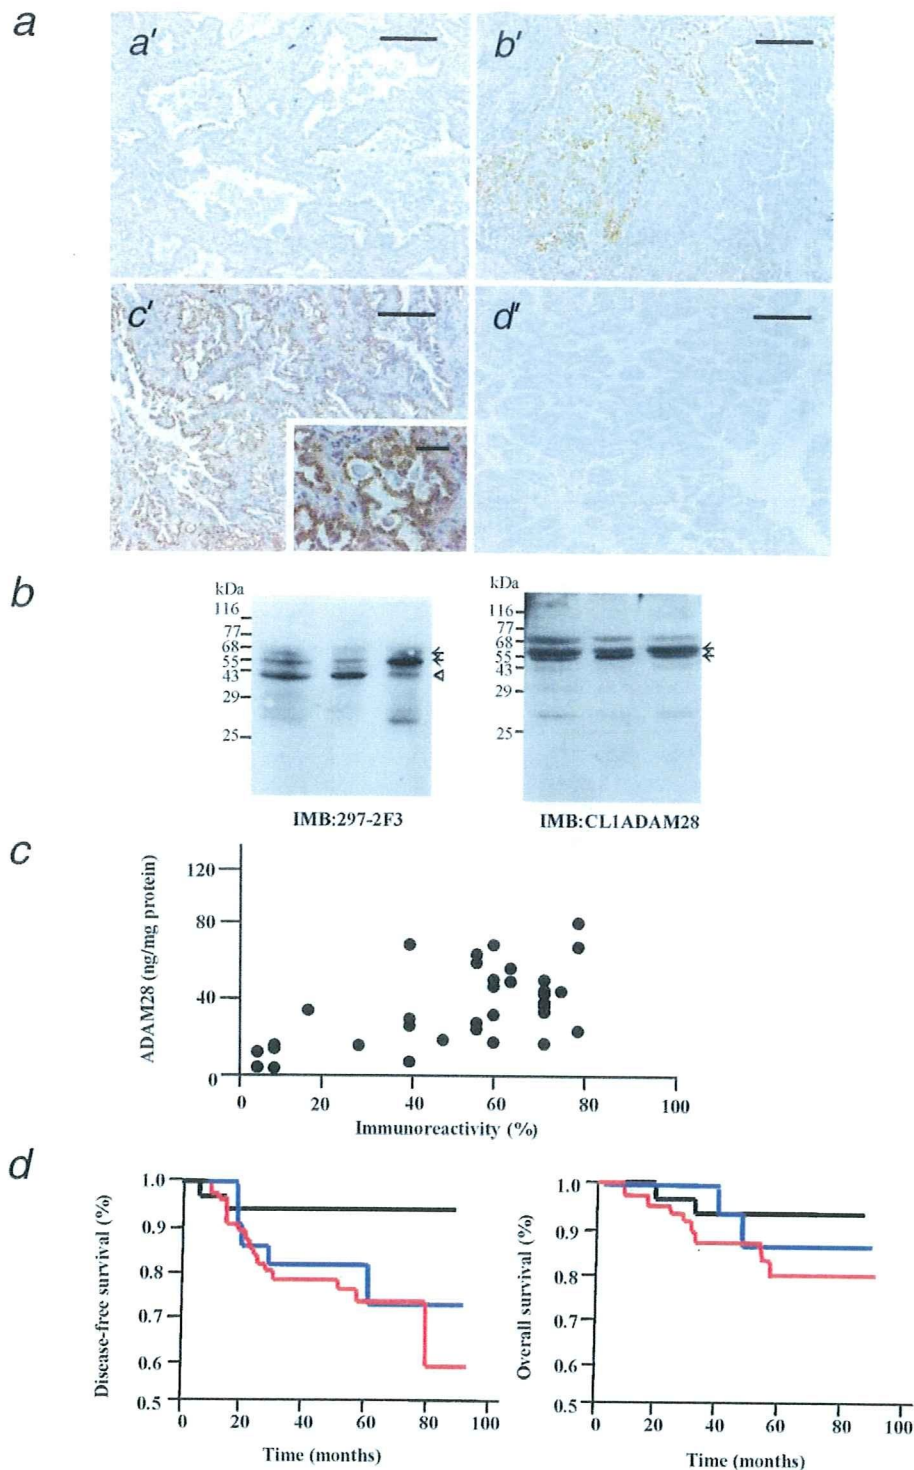 a
a'
b'
c'
d'
b
kDa
116
77
68
55
43
29
25
IMB:297-2F3
kDa
116
77
68
55
43
29
25
IMB:CL1ADAM28
c
ADAM28 (ng/mg protein)
120
80
40
0
0 20 40 60 80 100
Immunoreactivity (%)
d
Disease-free survival (%)
1.0
0.9
0.8
0.7
0.6
0.5
0 20 40 60 80 100
Time (months)
Overall survival (%)
1.0
0.9
0.8
0.7
0.6
0.5
0 20 40 60 80 100
Time (months)